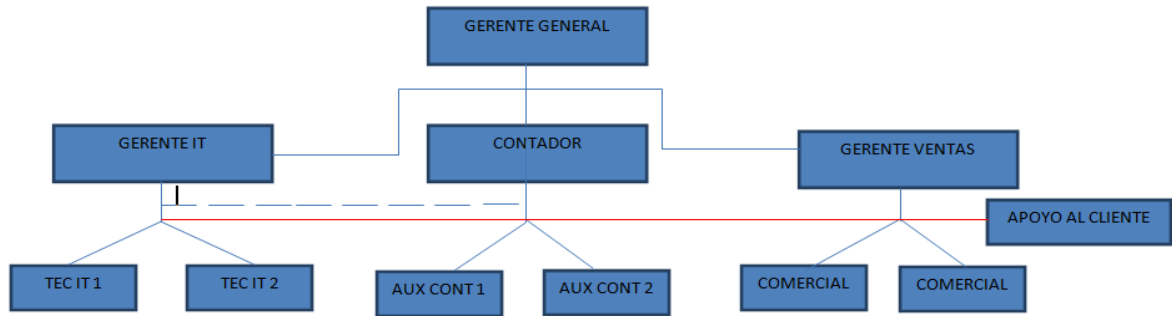 GERENTE GENERAL
GERENTE IT
CONTADOR
GERENTE VENTAS
APOYO AL CLIENTE
TEC IT 1
TEC IT 2
AUX CONT 1
AUX CONT 2
COMERCIAL
COMERCIAL